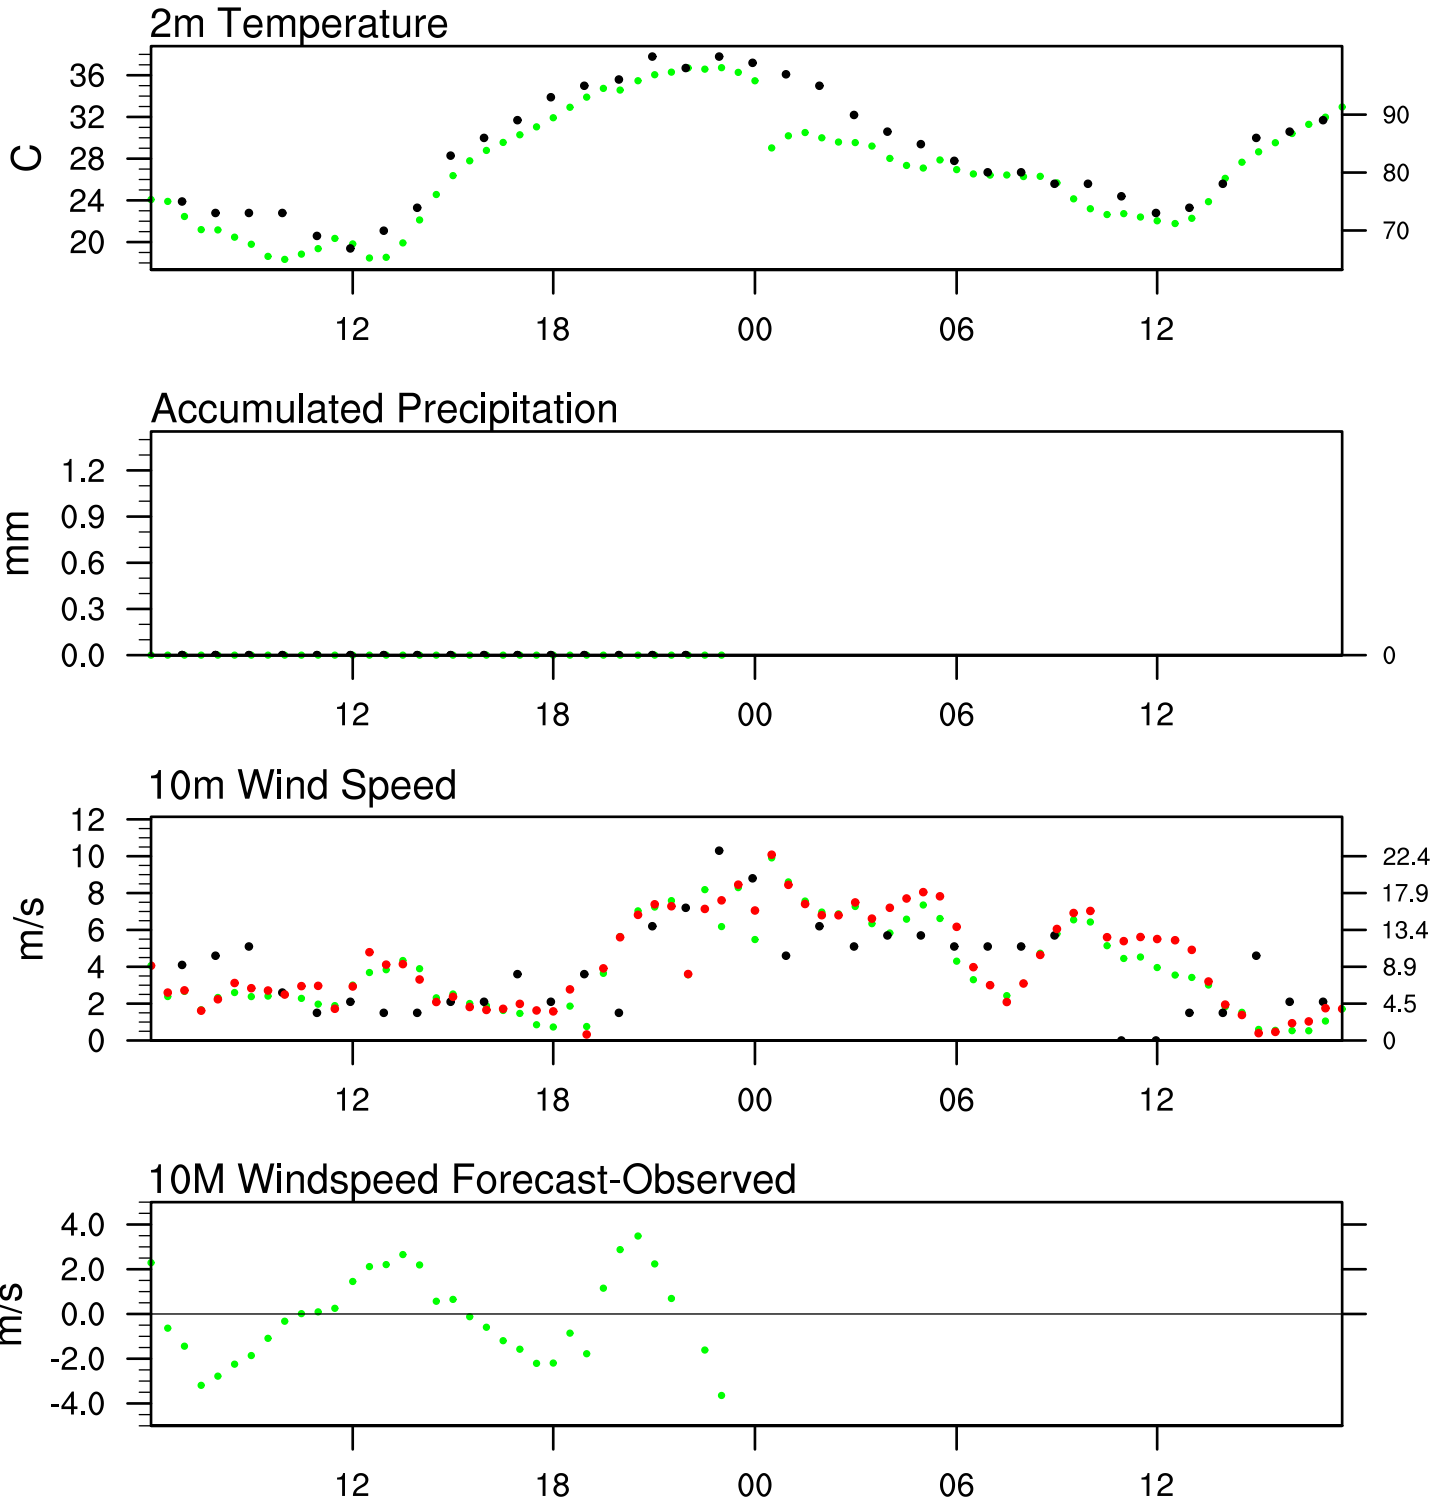 2m Temperature
C
36
32
28
24
20
90
80
70
12 18 00 06 12
Accumulated Precipitation
mm
1.2
0.9
0.6
0.3
0.0
0
12 18 00 06 12
10m Wind Speed
m/s
12
10
8
6
4
2
0
22.4
17.9
13.4
8.9
4.5
0
12 18 00 06 12
10M Windspeed Forecast-Observed
m/s
4.0
2.0
0.0
-2.0
-4.0
12 18 00 06 12